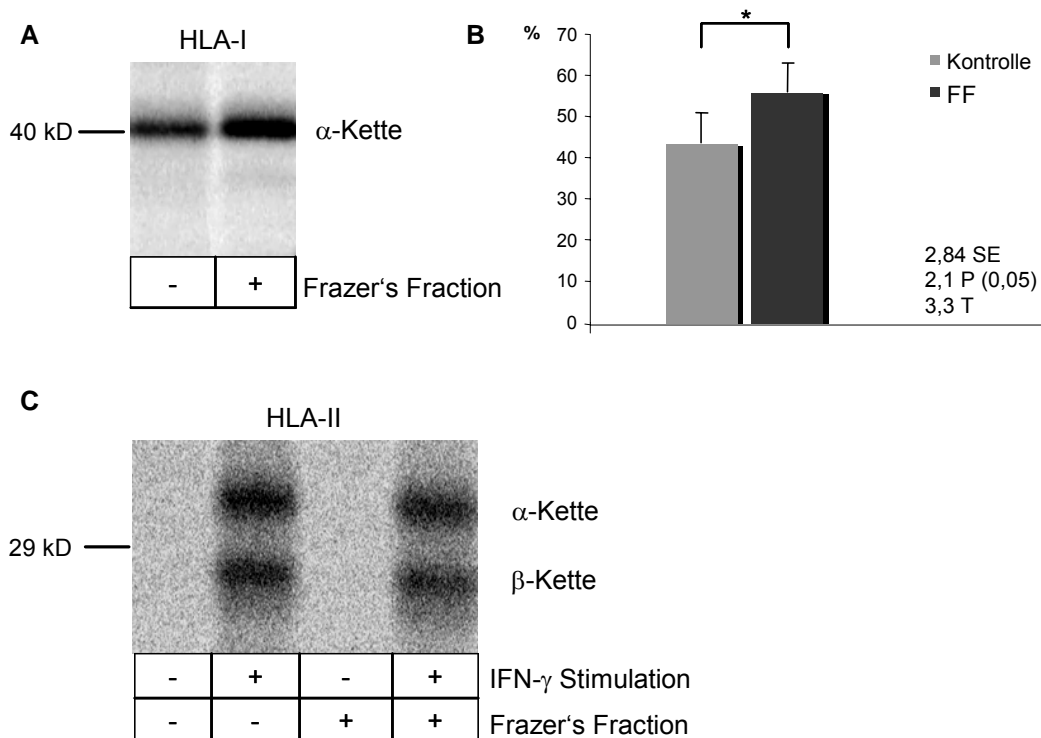 A
HLA-I
40 kD
α-Kette
- +
Frazer‘s Fraction
B
%
*
70
60
50
40
30
20
10
0
Kontrolle
FF
2,84 SE
2,1 P (0,05)
3,3 T
C
HLA-II
29 kD
α-Kette
β-Kette
- + - + IFN-γ Stimulation
- - + + Frazer‘s Fraction